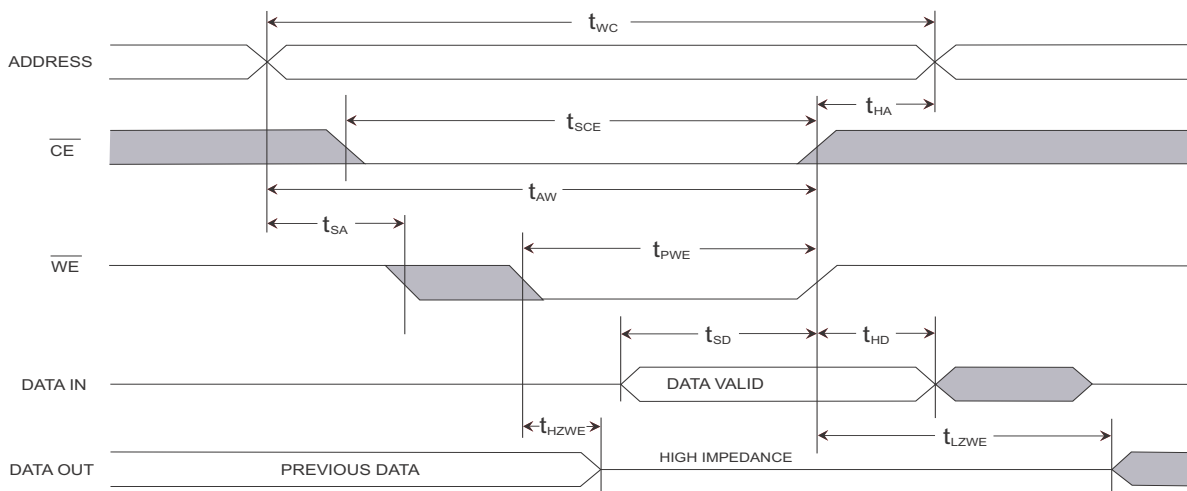 tWC
ADDRESS
tHA
tSCE
CE
tAW
tSA
tPWE
WE
tSD
tHD
DATA IN
DATA VALID
tHZWE
tLZWE
HIGH IMPEDANCE
DATA OUT
PREVIOUS DATA